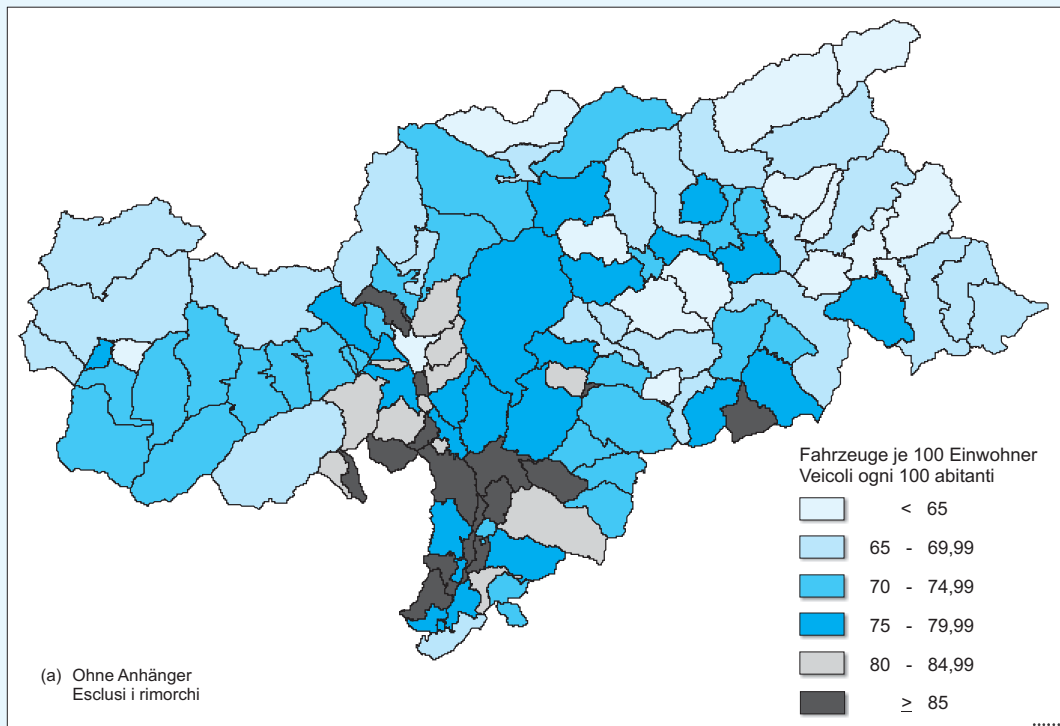 Fahrzeuge je 100 Einwohner
Veicoli ogni 100 abitanti
< 65
65 - 69,99
70 - 74,99
75 - 79,99
80 - 84,99
≥ 85
(a) Ohne Anhänger
Esclusi i rimorchi